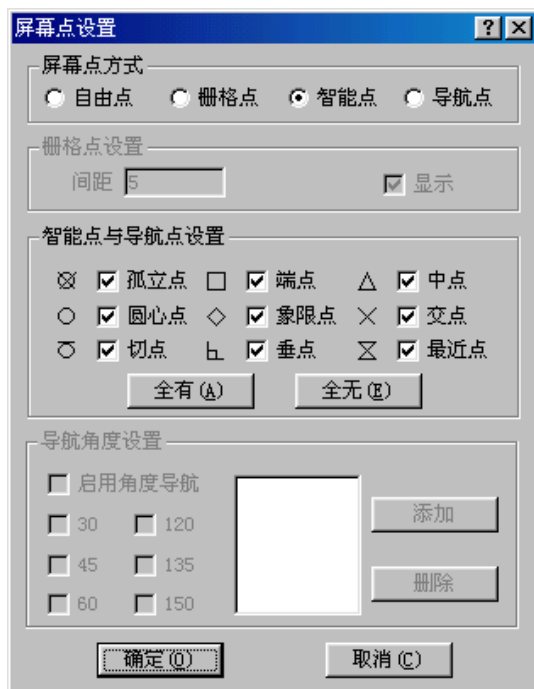 屏幕点设置
屏幕点方式
自由点 栅格点 智能点 导航点
栅格点设置
间距 5 显示
智能点与导航点设置
孤立点 端点 中点
圆心点 象限点 交点
切点 垂点 最近点
全有(A) 全无(E)
导航角度设置
启用角度导航
30 120
45 135
60 150
添加
删除
确定(O) 取消(C)